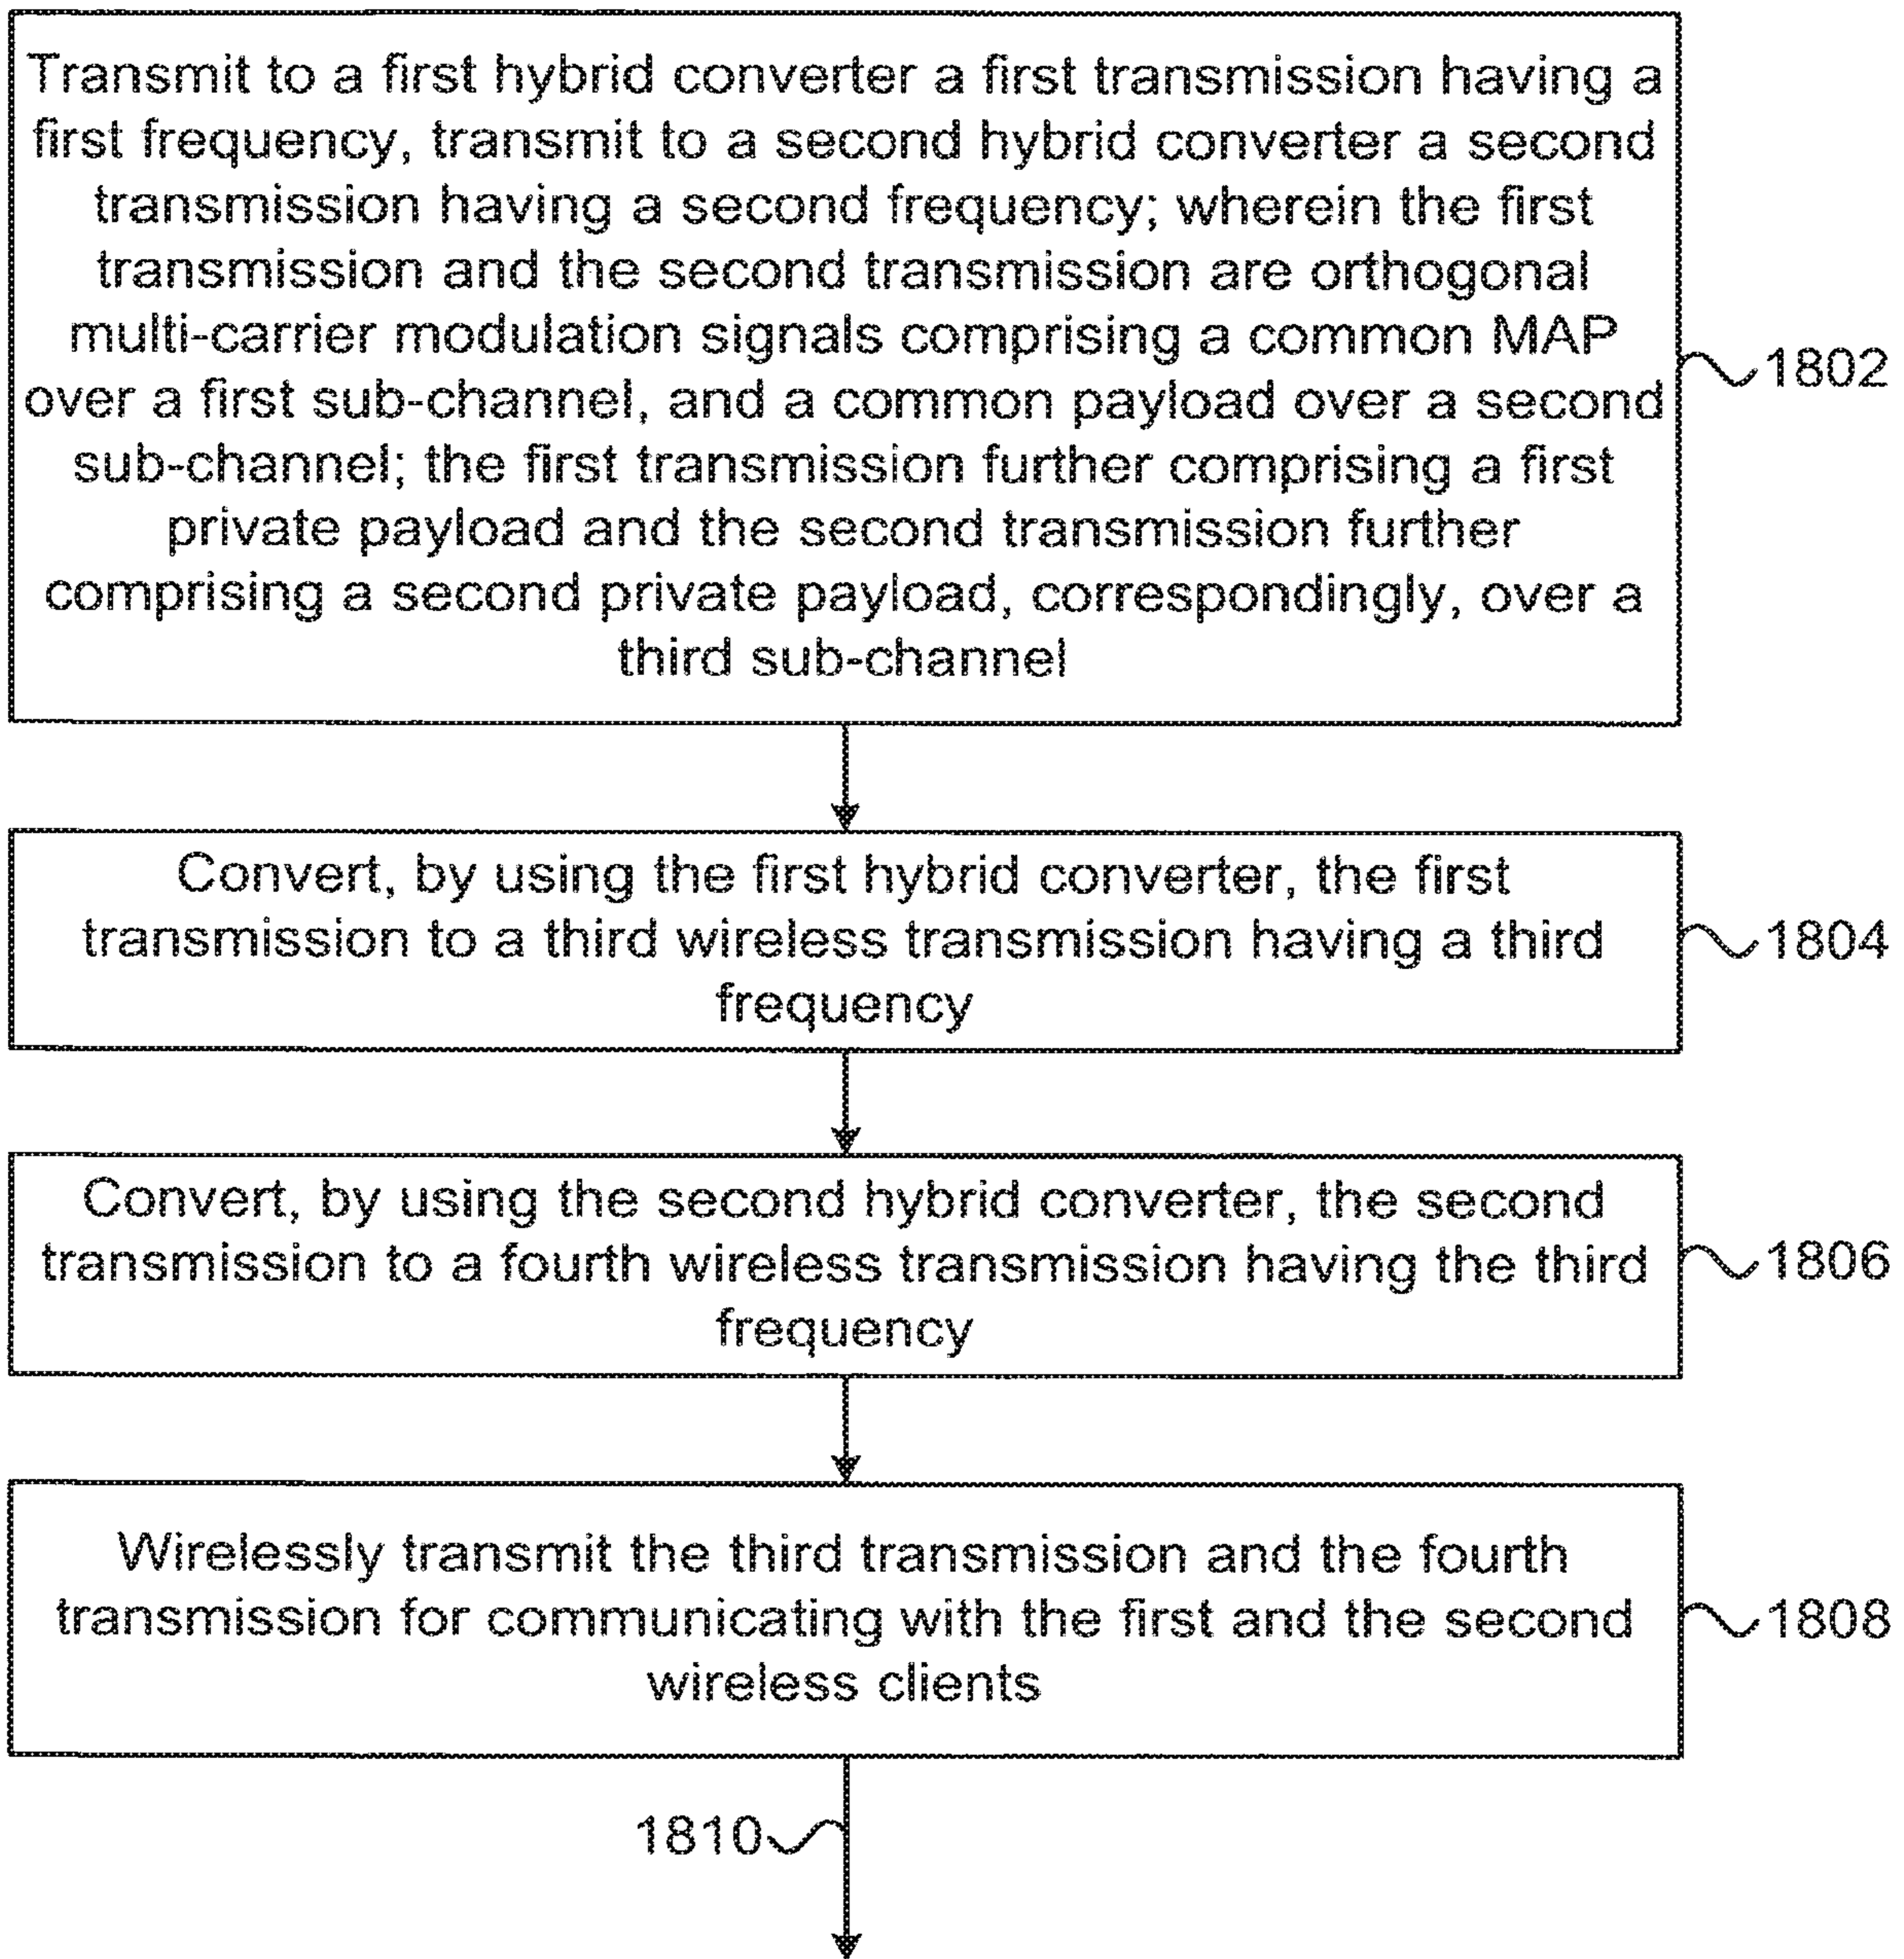 Transmit to a first hybrid converter a first transmission having a
first frequency, transmit to a second hybrid converter a second
transmission having a second frequency; wherein the first
transmission and the second transmission are orthogonal
multi-carrier modulation signals comprising a common MAP
over a first sub-channel, and a common payload over a second
sub-channel; the first transmission further comprising a first
private payload and the second transmission further
comprising a second private payload, correspondingly, over a
third sub-channel
1802
Convert, by using the first hybrid converter, the first
transmission to a third wireless transmission having a third
frequency
1804
Convert, by using the second hybrid converter, the second
transmission to a fourth wireless transmission having the third
frequency
1806
Wirelessly transmit the third transmission and the fourth
transmission for communicating with the first and the second
wireless clients
1808
1810